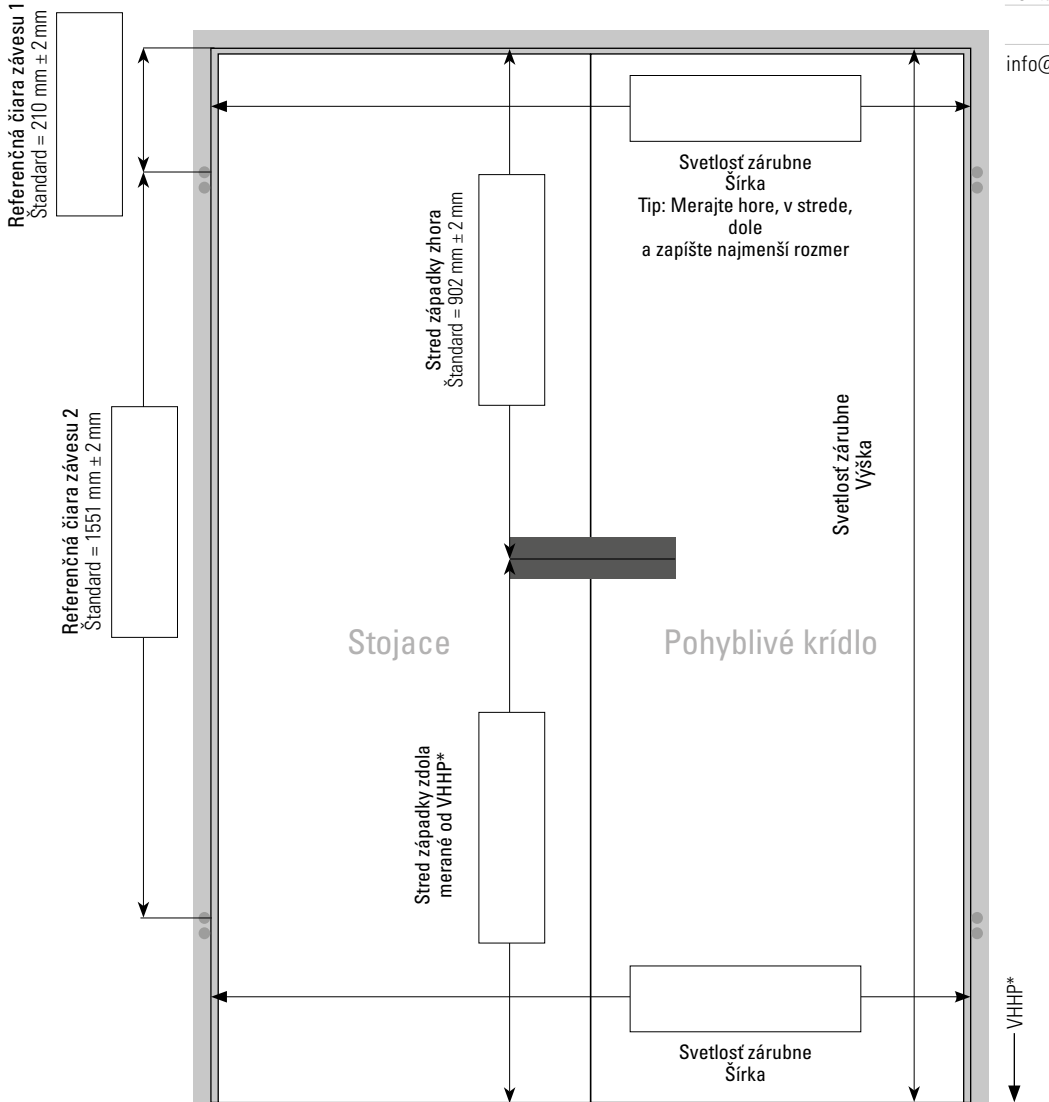 Referenčná čiara závesu 1
Štandard = 210 mm ± 2 mm
info@
Svetlosť zárubne
Šírka
Tip: Merajte hore, v strede,
dole
a zapíšte najmenší rozmer
Stred západky zhora
Štandard = 902 mm ± 2 mm
Referenčná čiara závesu 2
Štandard = 1551 mm ± 2 mm
Svetlosť zárubne
Výška
Stojace
Pohyblivé krídlo
Stred západky zdola
merané od VHHP*
Svetlosť zárubne
Šírka
VHHP*